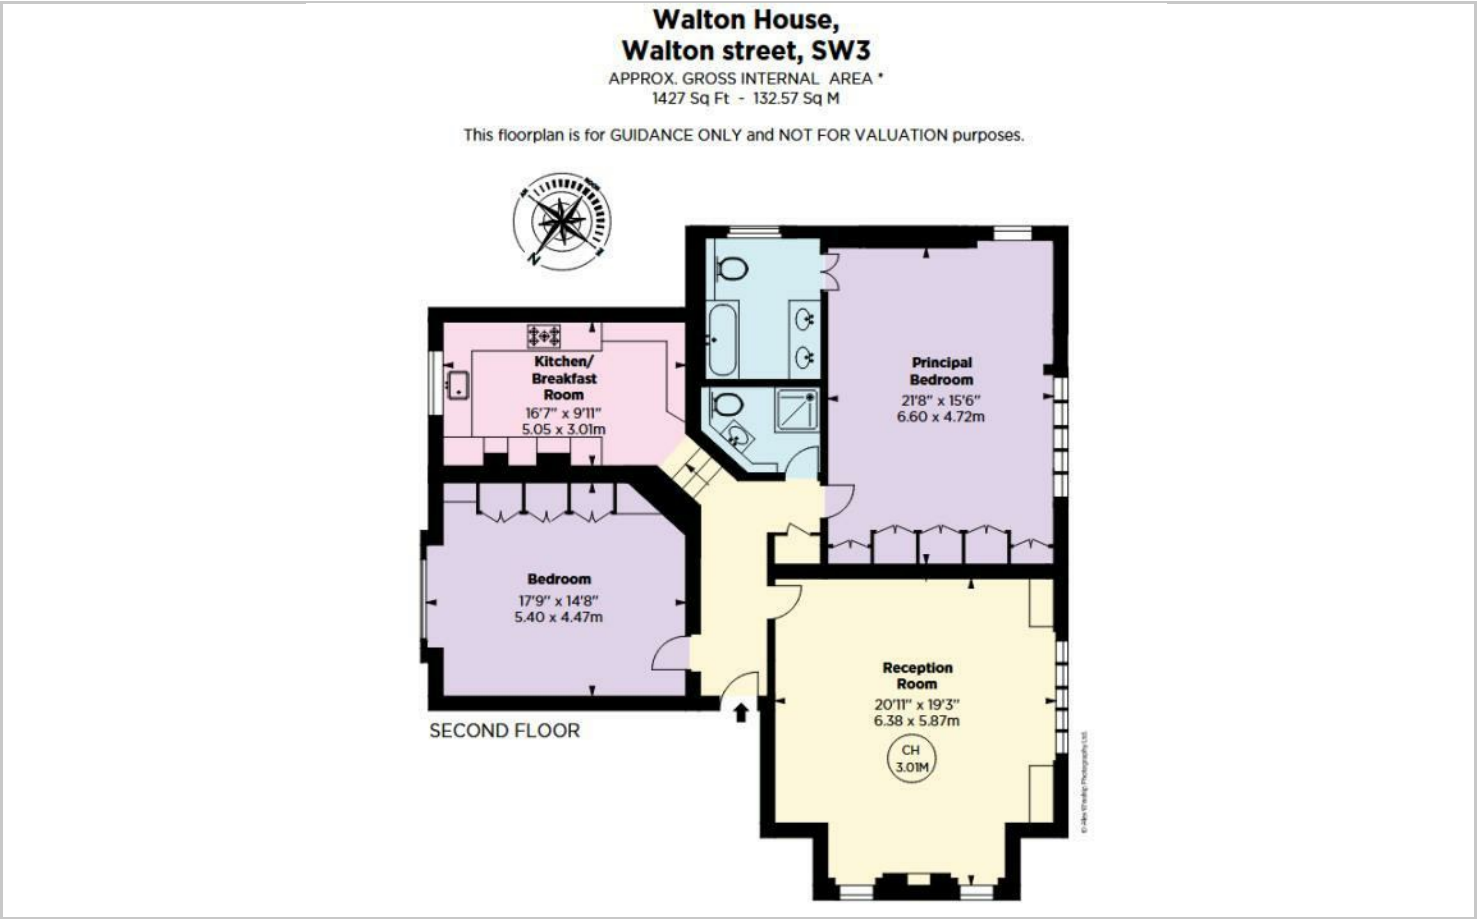 Walton House,
Walton street, SW3
APPROX. GROSS INTERNAL AREA *
1427 Sq Ft - 132.57 Sq M
This floorplan is for GUIDANCE ONLY and NOT FOR VALUATION purposes.
N
Kitchen/
Breakfast
Room
16'7" x 9'11"
5.05 x 3.01m
Principal
Bedroom
21'8" x 15'6"
6.60 x 4.72m
Bedroom
17'9" x 14'8"
5.40 x 4.47m
SECOND FLOOR
Reception
Room
20'11" x 19'3"
6.38 x 5.87m
CH
3.01M